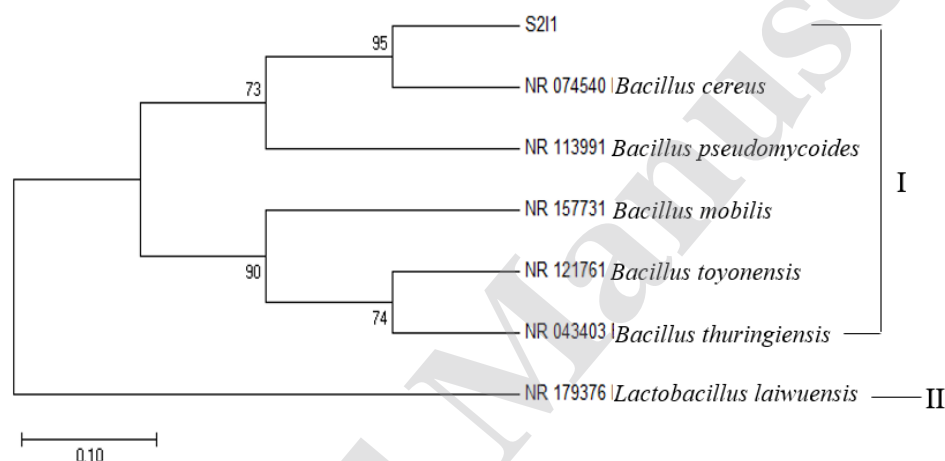 S2I1
95
NR 074540 Bacillus cereus
73
NR 113991 Bacillus pseudomycoides
I
NR 157731 Bacillus mobilis
90
NR 121761 Bacillus toyonensis
74
NR 043403 Bacillus thuringiensis
NR 179376 Lactobacillus laiwuensis
II
0.10